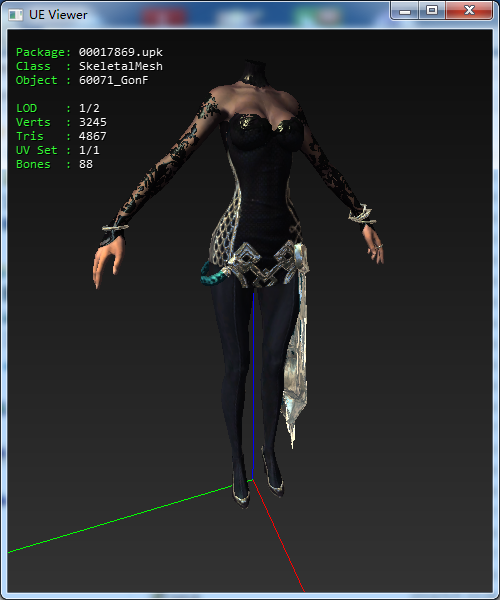 UE Viewer
Package: 00017869.upk
Class : SkeletalMesh
Object : 60071_GonF
LOD : 1/2
Verts : 3245
Tris : 4867
UV Set : 1/1
Bones : 88